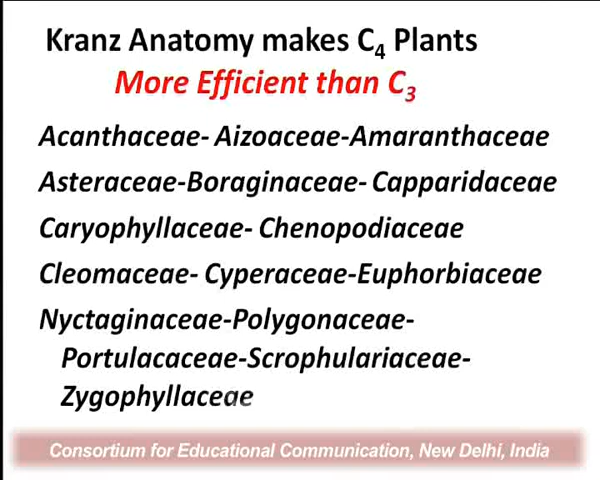 Kranz Anatomy makes C₄ Plants
More Efficient than C₃
Acanthaceae- Aizoaceae-Amaranthaceae
Asteraceae-Boraginaceae- Capparidaceae
Caryophyllaceae- Chenopodiaceae
Cleomaceae- Cyperaceae-Euphorbiaceae
Nyctaginaceae-Polygonaceae-
Portulacaceae-Scrophulariaceae-
Zygophyllaceae
Consortium for Educational Communication, New Delhi, India